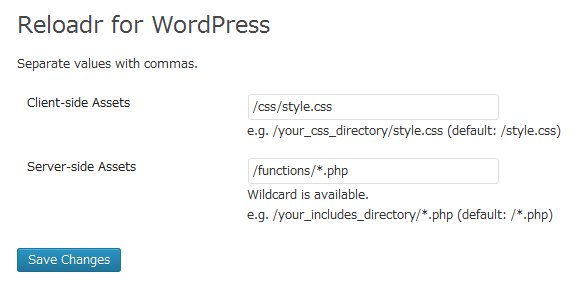 Reloadr for WordPress
Separate values with commas.
Client-side Assets
/css/style.css
e.g. /your_css_directory/style.css (default: /style.css)
Server-side Assets
/functions/*.php
Wildcard is available.
e.g. /your_includes_directory/*.php (default: /*.php)
Save Changes